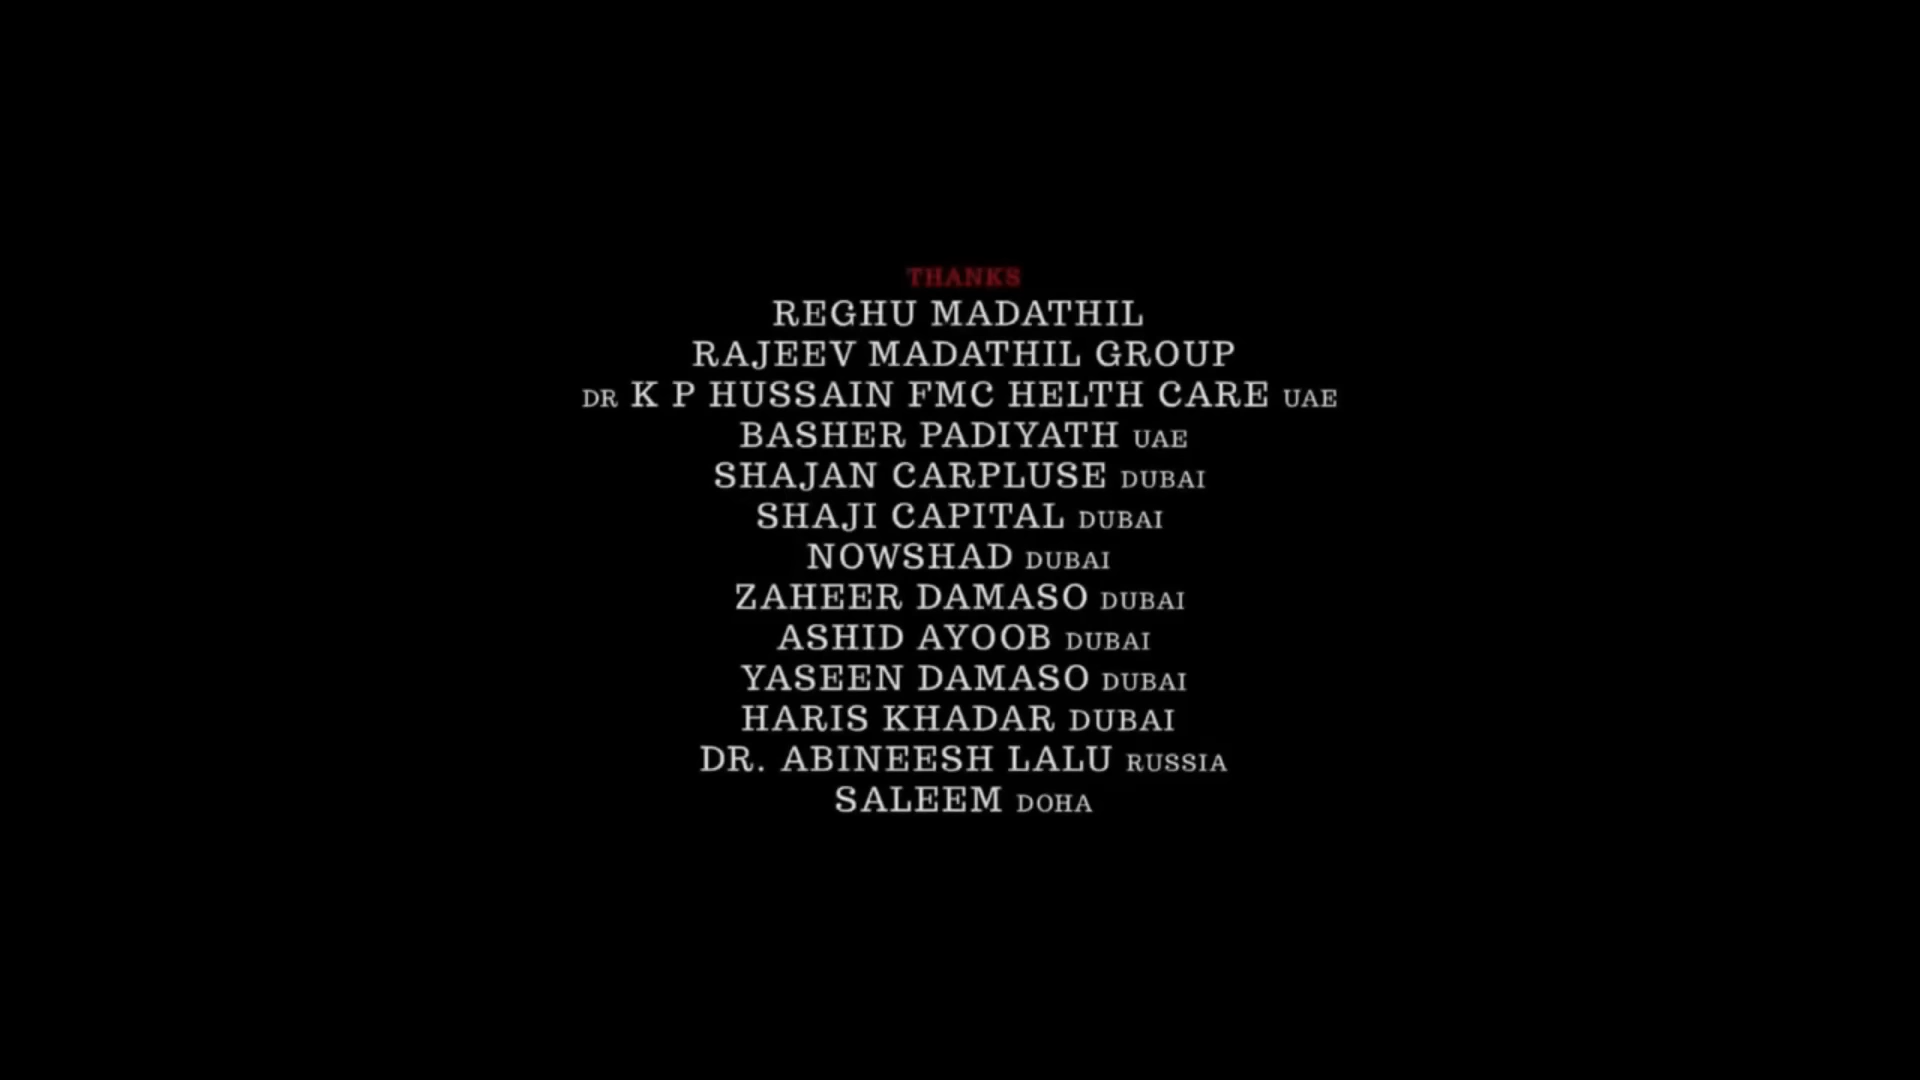 THANKS
REGHU MADATHIL
RAJEEV MADATHIL GROUP
DR K P HUSSAIN FMC HELTH CARE UAE
BASHER PADIYATH UAE
SHAJAN CARPLUSE DUBAI
SHAJI CAPITAL DUBAI
NOWSHAD DUBAI
ZAHEER DAMASO DUBAI
ASHID AYOOB DUBAI
YASEEN DAMASO DUBAI
HARIS KHADAR DUBAI
DR. ABINEESH LALU RUSSIA
SALEEM DOHA